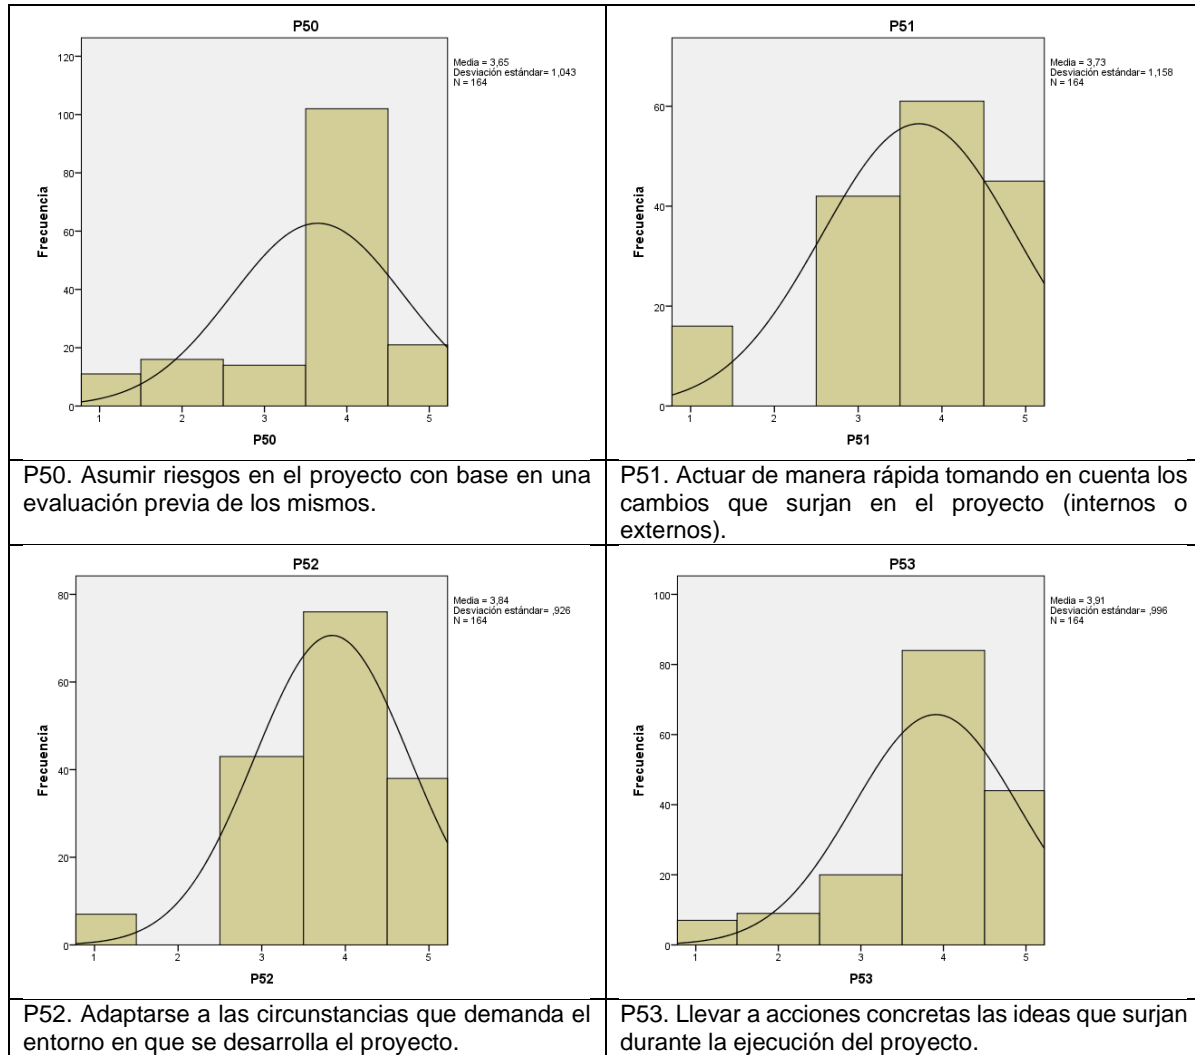 P50
Media = 3,65
Desviación estándar= 1,043
N = 164
120
100
80
60
40
20
0
Frecuencia
1 2 3 4 5
P50
P51
Media = 3,73
Desviación estándar= 1,158
N = 164
60
40
20
0
Frecuencia
1 2 3 4 5
P51
P50. Asumir riesgos en el proyecto con base en una
evaluación previa de los mismos.
P51. Actuar de manera rápida tomando en cuenta los
cambios que surjan en el proyecto (internos o
externos).
P52
Media = 3,84
Desviación estándar= ,926
N = 164
80
60
40
20
0
Frecuencia
1 2 3 4 5
P52
P53
Media = 3,91
Desviación estándar= ,996
N = 164
100
80
60
40
20
0
Frecuencia
1 2 3 4 5
P53
P52. Adaptarse a las circunstancias que demanda el
entorno en que se desarrolla el proyecto.
P53. Llevar a acciones concretas las ideas que surjan
durante la ejecución del proyecto.